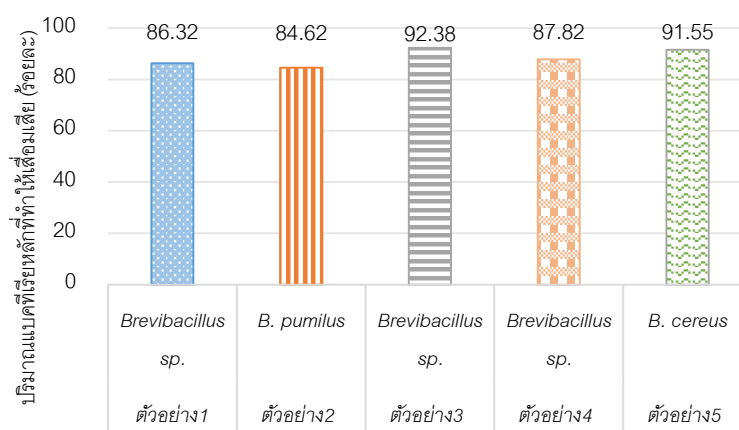 ปริมาณแบคทีเรียหลักที่ทำให้เสื่อมเสีย (ร้อยละ)
100
80
60
40
20
0
86.32 84.62 92.38 87.82 91.55
Brevibacillus sp. B. pumilus Brevibacillus sp. Brevibacillus sp. B. cereus
ตัวอย่าง1 ตัวอย่าง2 ตัวอย่าง3 ตัวอย่าง4 ตัวอย่าง5